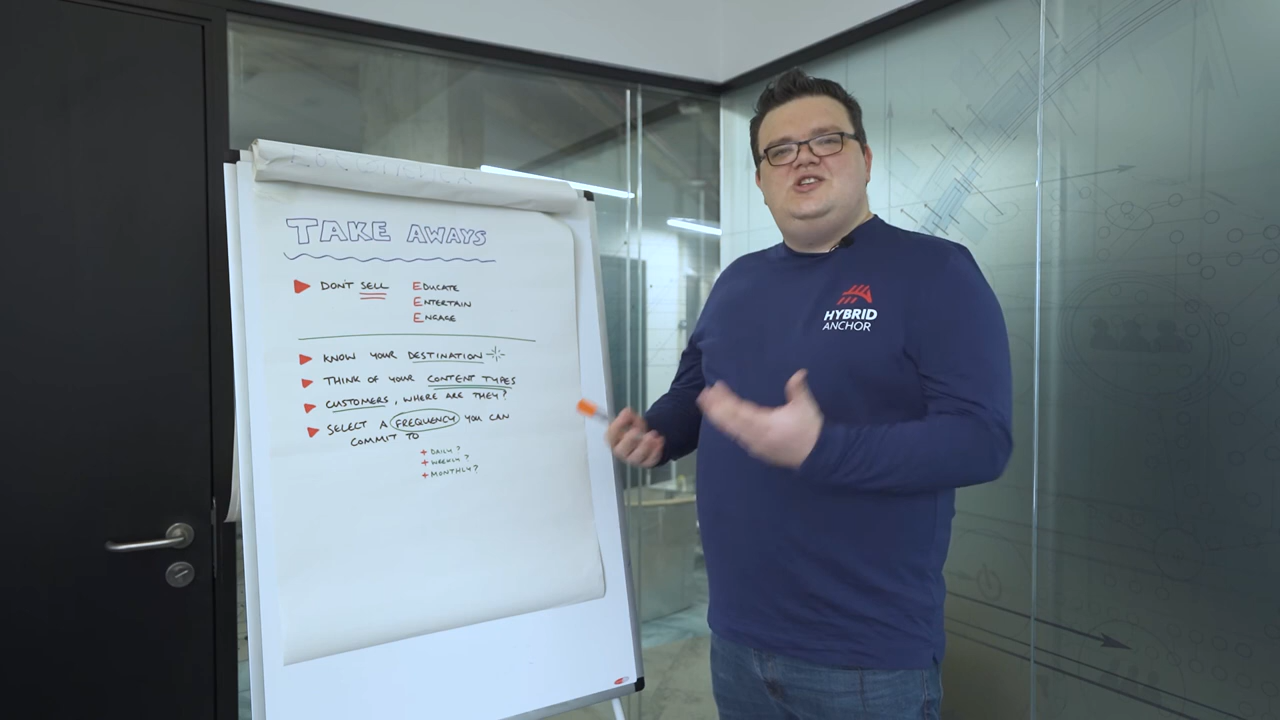 TAKE AWAYS
DON'T SELL EDUCATE
ENTERTAIN
ENGAGE
KNOW YOUR DESTINATION
THINK OF YOUR CONTENT TYPES
CUSTOMERS, WHERE ARE THEY?
SELECT A FREQUENCY YOU CAN
COMMIT TO
+ DAILY?
+ WEEKLY?
+ MONTHLY?
HYBRID
ANCHOR